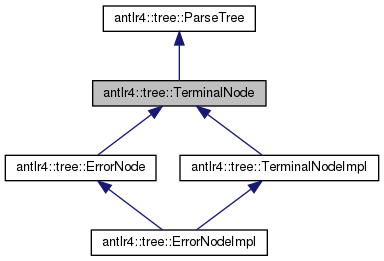 antlr4::tree::ParseTree
antlr4::tree::TerminalNode
antlr4::tree::ErrorNode
antlr4::tree::TerminalNodeImpl
antlr4::tree::ErrorNodeImpl